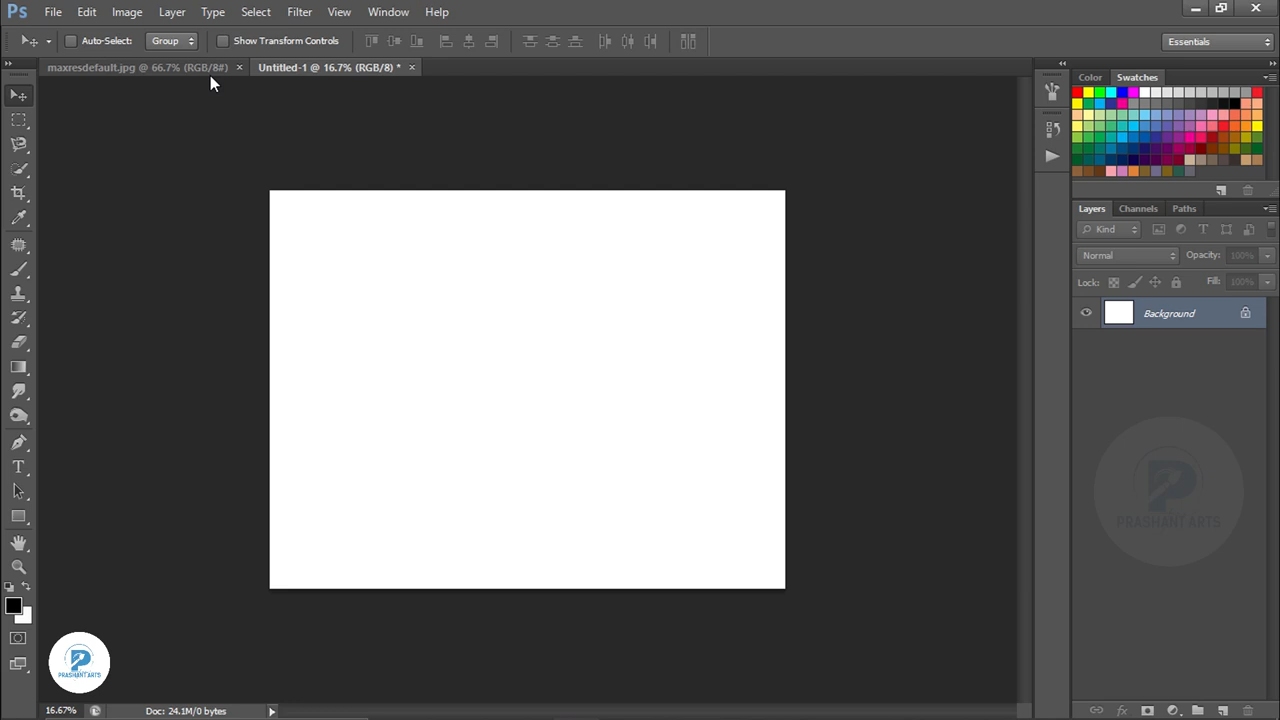 Ps File Edit Image Layer Type Select Filter View Window Help
Auto-Select: Group Show Transform Controls Essentials
maxresdefault.jpg @ 66.7% (RGB/8#) × Untitled-1 @ 16.7% (RGB/8) * ×
Color Swatches
Layers Channels Paths
Kind
Normal Opacity: 100%
Lock: Fill: 100%
Background
PRASHANT ARTS
PRASHANT ARTS
16.67% Doc: 24.1M/0 bytes